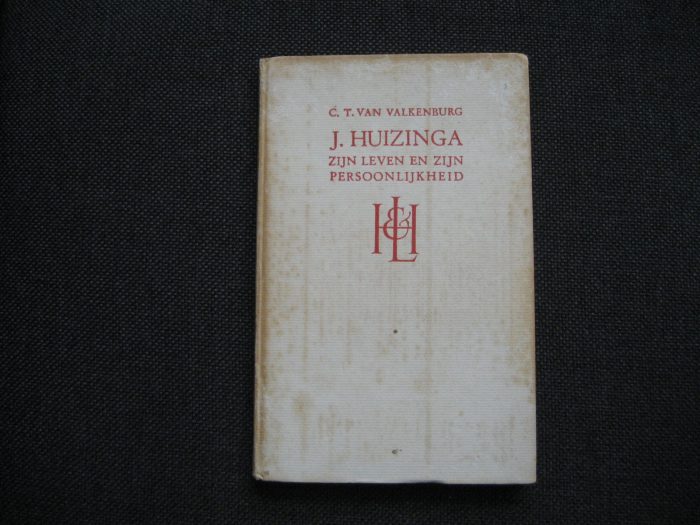 C. T. VAN VALKENBURG
J. HUIZINGA
ZIJN LEVEN EN ZIJN
PERSOONLIJKHEID
H&L